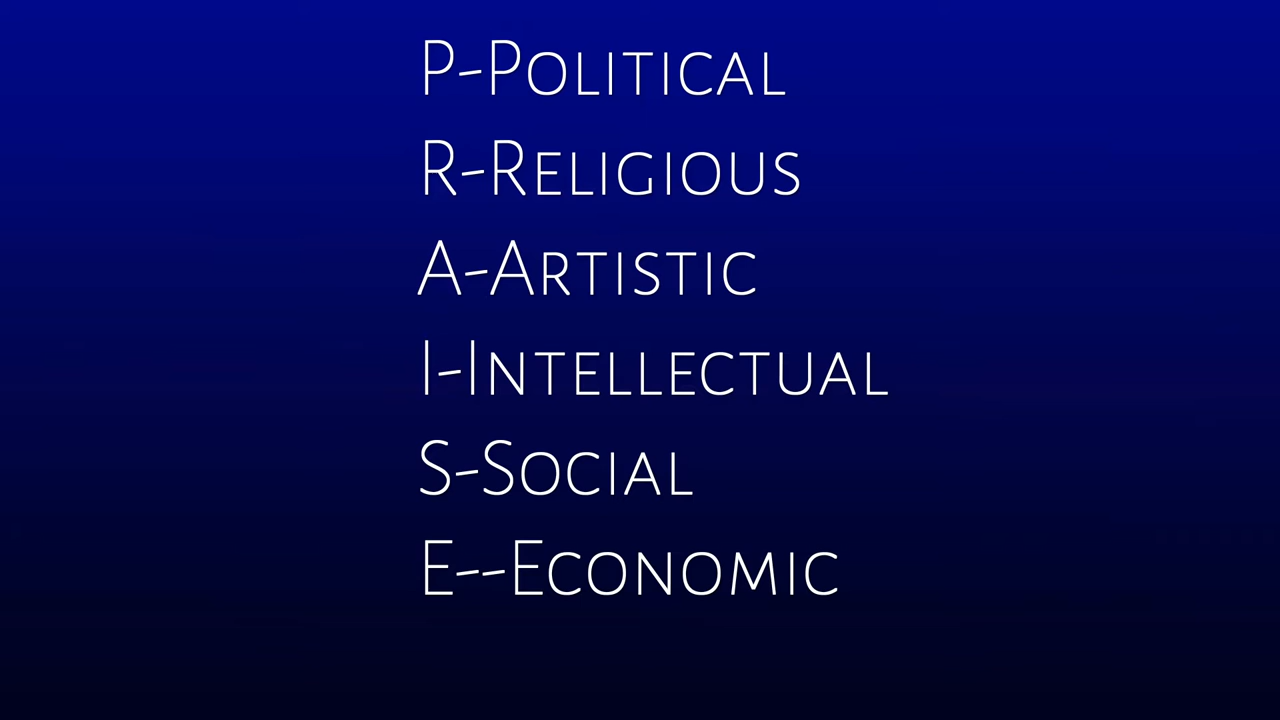 P-Political
R-Religious
A-Artistic
I-Intellectual
S-Social
E--Economic